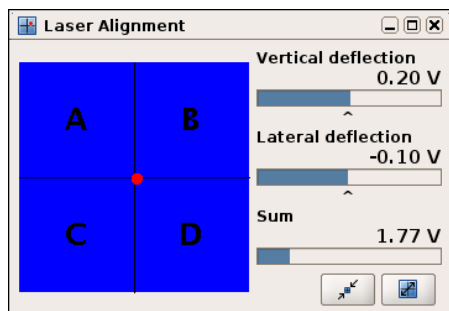 Laser Alignment
Vertical deflection
0.20 V
A B
^
Lateral deflection
-0.10 V
^
C D
Sum
1.77 V